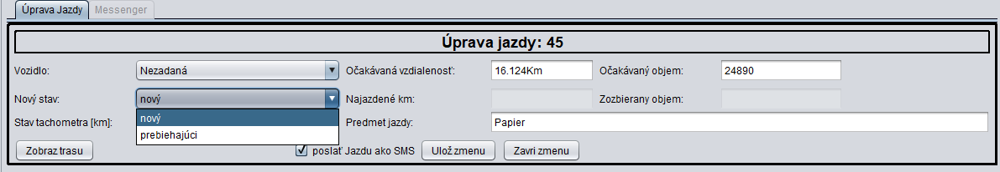 Úprava Jazdy Messenger
Úprava jazdy: 45
Vozidlo: Nezadaná Očakávaná vzdialenosť: 16.124Km Očakávaný objem: 24890
Nový stav: nový Najazdené km: Zozbierany objem:
nový
Stav tachometra [km]: Predmet jazdy: Papier
prebiehajúci
Zobraz trasu poslať Jazdu ako SMS Ulož zmenu Zavri zmenu